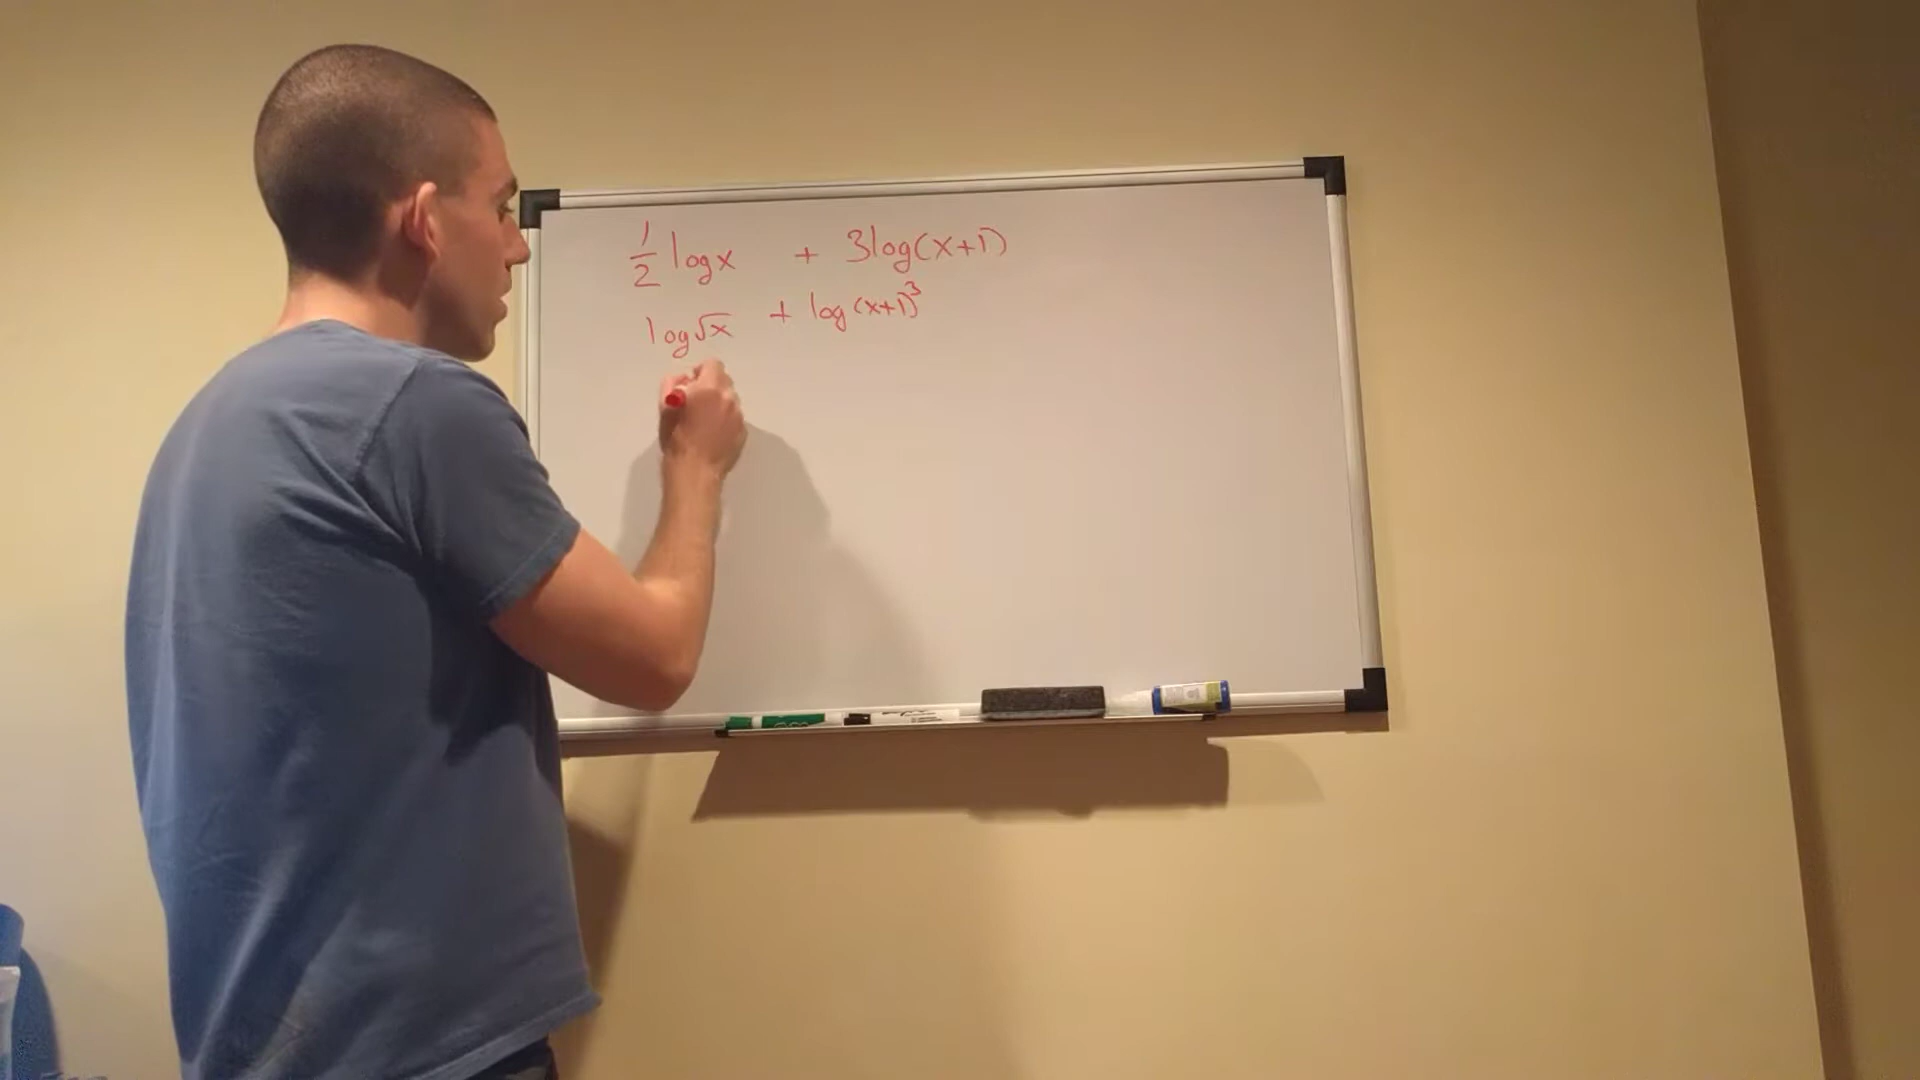 ½ log x + 3log(x+1)
log√x + log(x+1)³